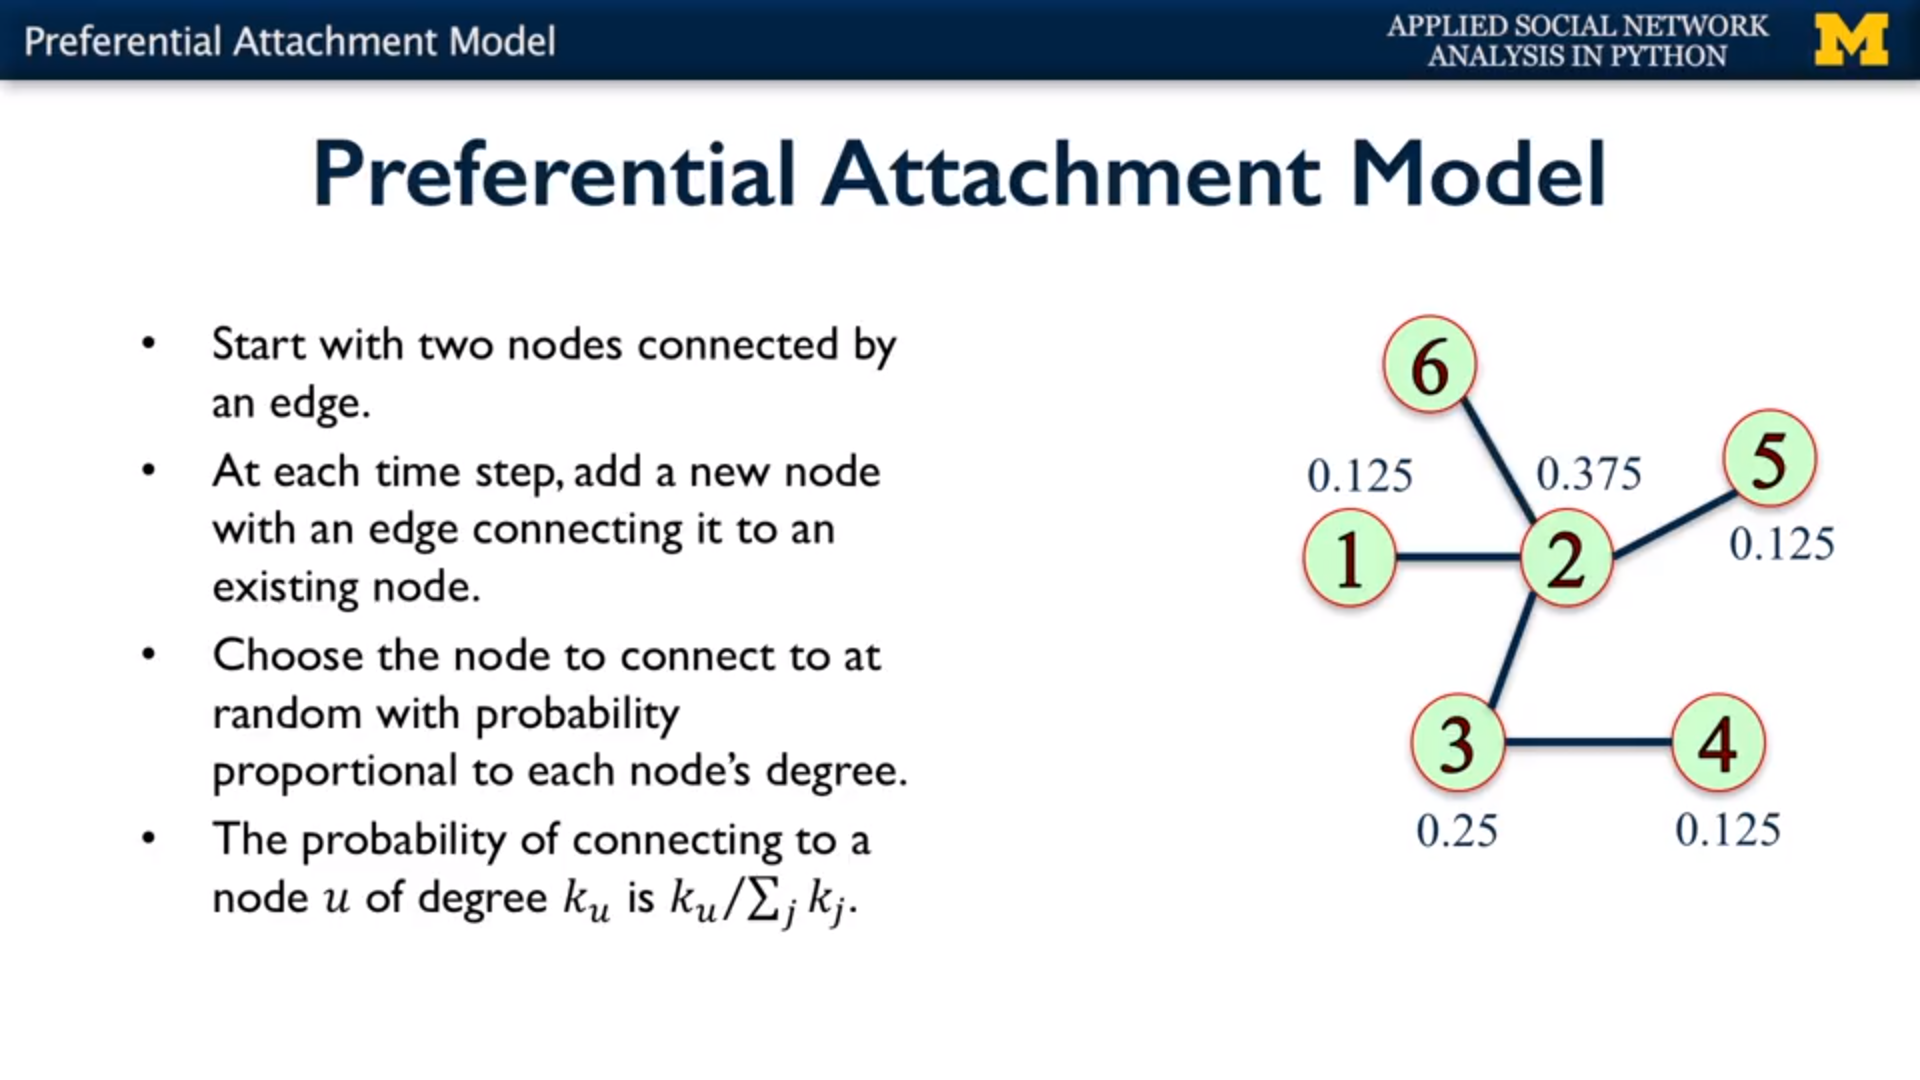 Preferential Attachment Model
APPLIED SOCIAL NETWORK
ANALYSIS IN PYTHON
M
Preferential Attachment Model
• Start with two nodes connected by
an edge.
• At each time step, add a new node
with an edge connecting it to an
existing node.
• Choose the node to connect to at
random with probability
proportional to each node’s degree.
• The probability of connecting to a
node u of degree kᵤ is kᵤ/∑ⱼ kⱼ.
6
0.125
0.375
5
1
2
0.125
3
4
0.25
0.125